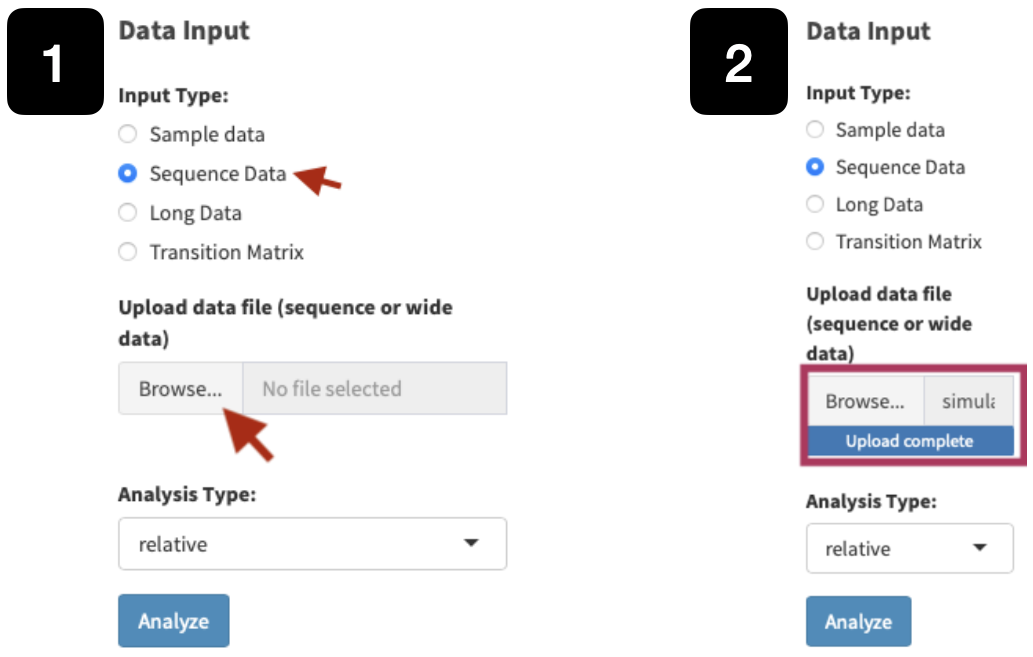 1
Data Input
Input Type:
Sample data
Sequence Data
Long Data
Transition Matrix
Upload data file (sequence or wide
data)
Browse...
No file selected
Analysis Type:
relative
Analyze
2
Data Input
Input Type:
Sample data
Sequence Data
Long Data
Transition Matrix
Upload data file
(sequence or wide
data)
Browse...
simula
Upload complete
Analysis Type:
relative
Analyze